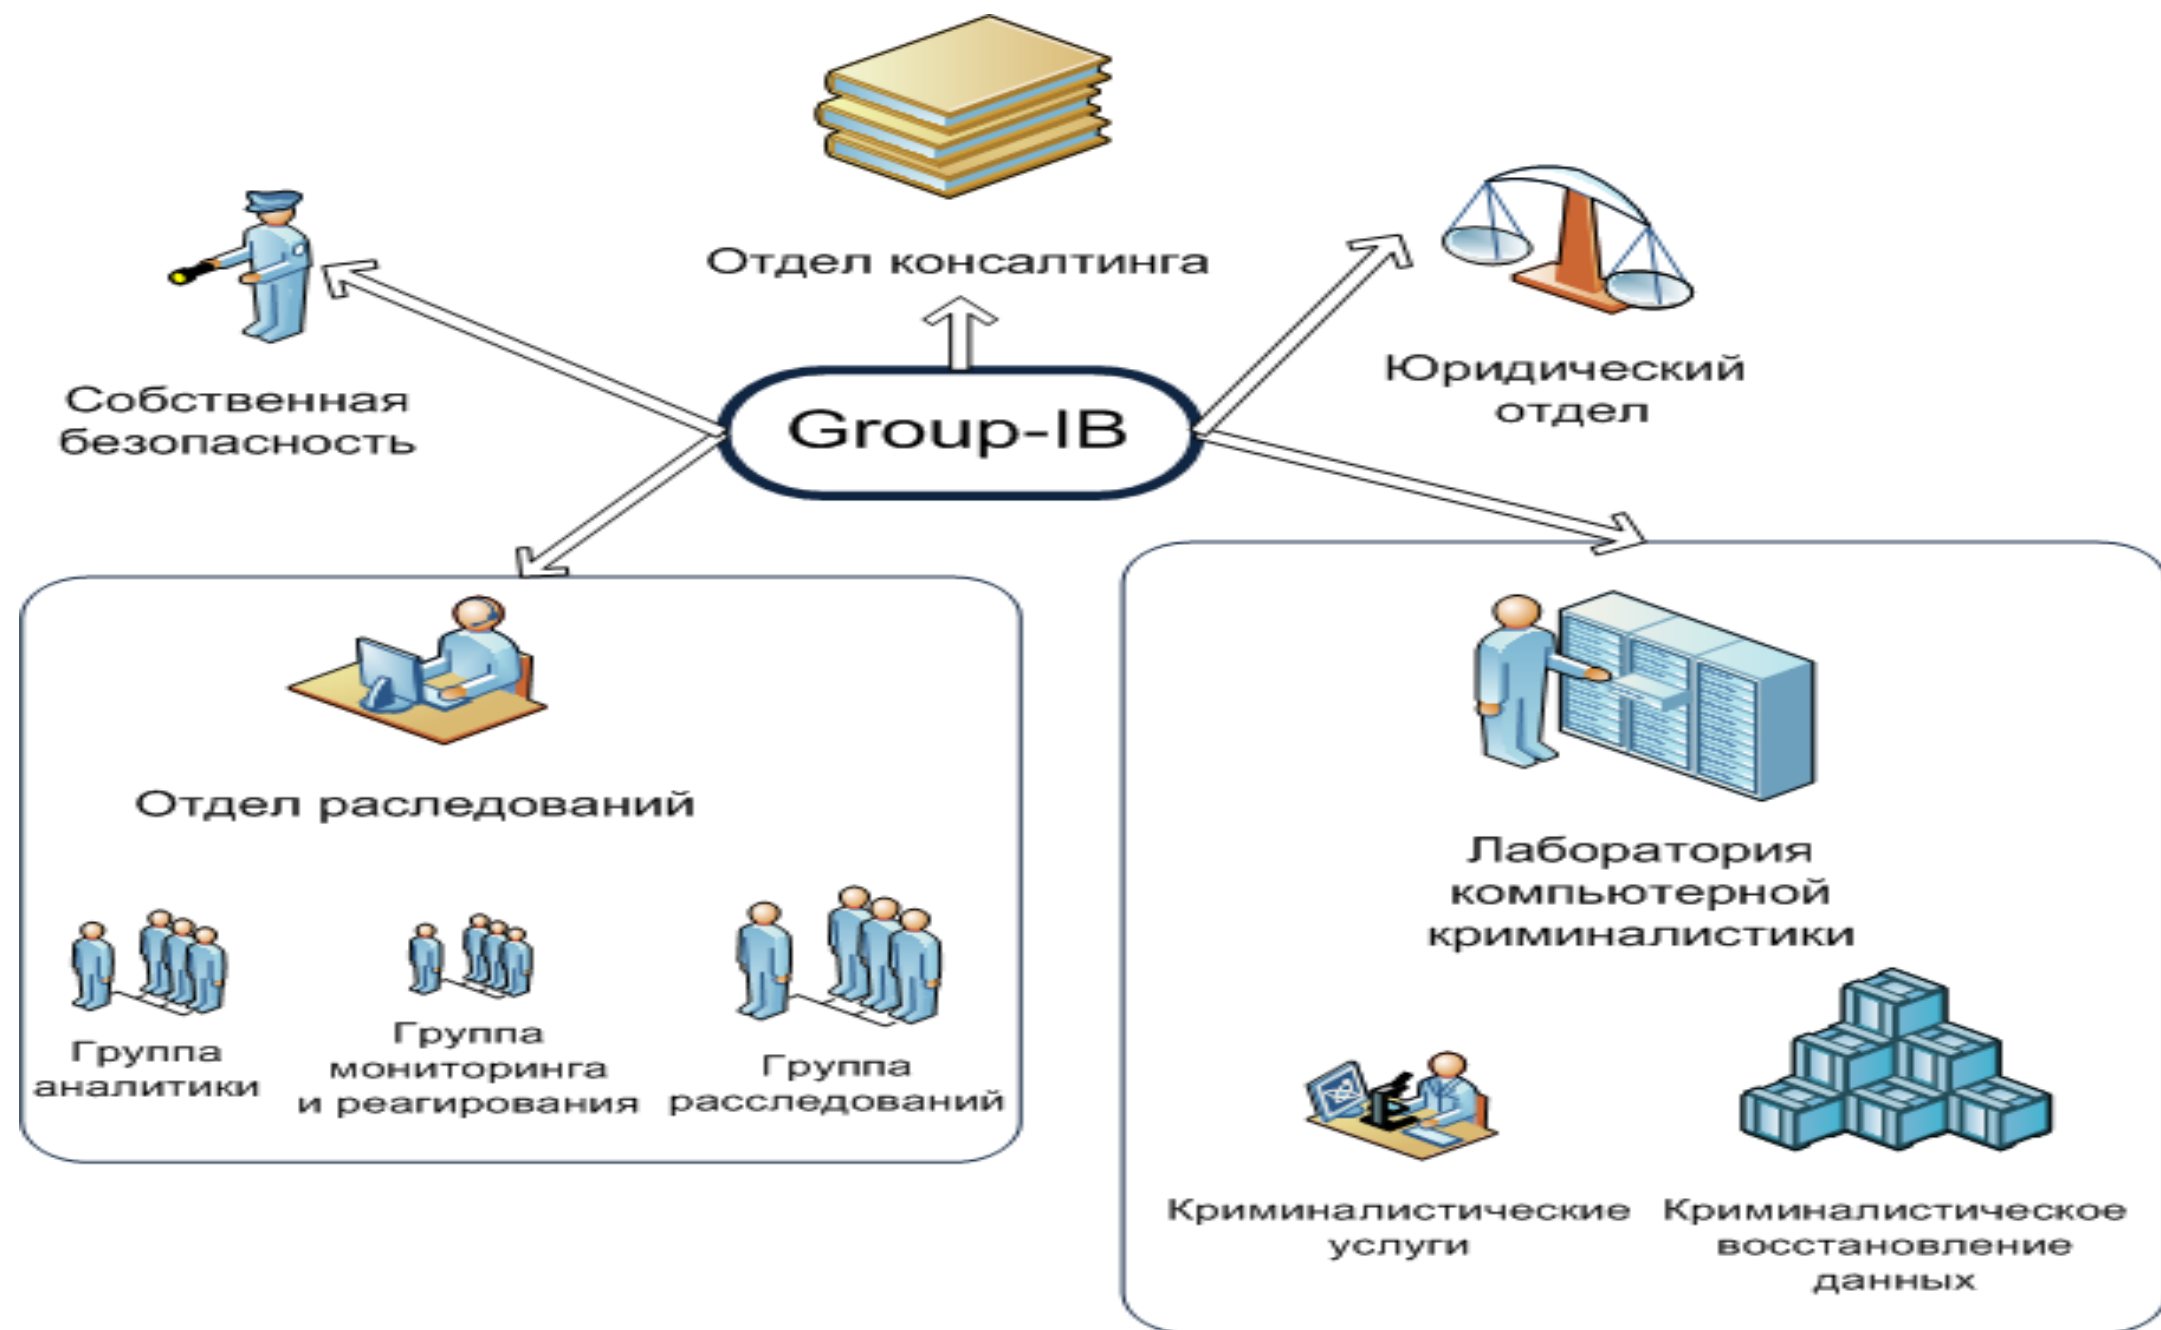 Отдел консалтинга
Собственная
безопасность
Group-IB
Юридический
отдел
Отдел раследований
Группа
аналитики
Группа
мониторинга
и реагирования
Группа
расследований
Лаборатория
компьютерной
криминалистики
Криминалистические
услуги
Криминалистическое
восстановление
данных